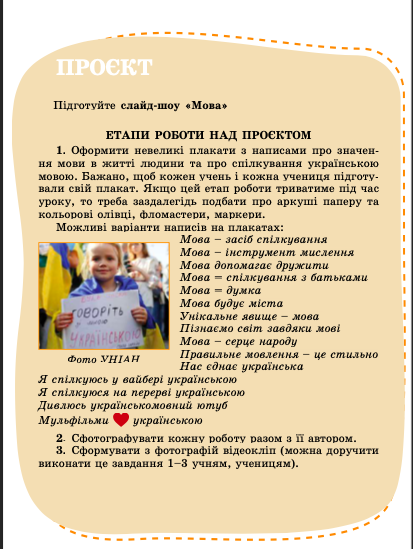 ПРОЄКТ
Підготуйте слайд-шоу «Мова»
ЕТАПИ РОБОТИ НАД ПРОЄКТОМ
1. Оформити невеликі плакати з написами про значен-
ня мови в житті людини та про спілкування українською
мовою. Бажано, щоб кожен учень і кожна учениця підготу-
вали свій плакат. Якщо цей етап роботи триватиме під час
уроку, то треба заздалегідь подбати про аркуші паперу та
кольорові олівці, фломастери, маркери.
Можливі варіанти написів на плакатах:
Мова – засіб спілкування
Мова – інструмент мислення
Мова допомагає дружити
Мова = спілкування з батьками
Мова = думка
Мова будує міста
Унікальне явище – мова
Пізнаємо світ завдяки мові
Мова – серце народу
Правильне мовлення – це стильно
Нас єднає українська
ГОВОРІТЬ
УКРАЇНСЬКОЮ
Фото УНІАН
Я спілкуюсь у вайбері українською
Я спілкуюся на перерві українською
Дивлюсь українськомовний ютуб
Мульфільми ❤ українською
2. Сфотографувати кожну роботу разом з її автором.
3. Сформувати з фотографій відеокліп (можна доручити
виконати це завдання 1–3 учням, ученицям).